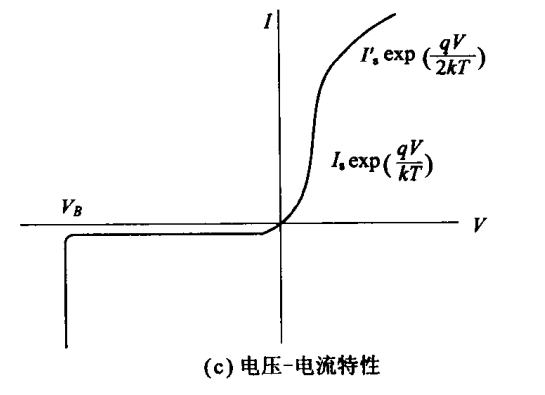 I
I's exp (qV/2kT)
Is exp(qV/kT)
VB
V
(c) 电压-电流特性